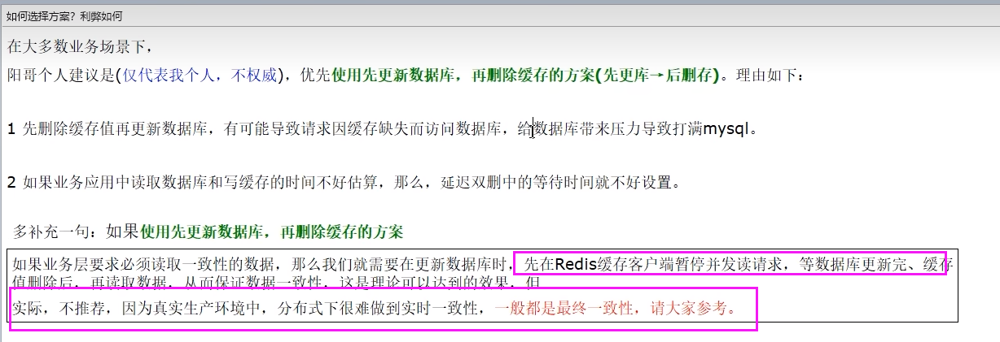 如何选择方案？利弊如何
在大多数业务场景下，
阳哥个人建议是(仅代表我个人，不权威)，优先使用先更新数据库，再删除缓存的方案(先更库→后删存)。理由如下：
1 先删除缓存值再更新数据库，有可能导致请求因缓存缺失而访问数据库，给数据库带来压力导致打满mysql。
2 如果业务应用中读取数据库和写缓存的时间不好估算，那么，延迟双删中的等待时间就不好设置。
多补充一句：如果使用先更新数据库，再删除缓存的方案
如果业务层要求必须读取一致性的数据，那么我们就需要在更新数据库时，先在Redis缓存客户端暂停并发读请求，等数据库更新完、缓存
值删除后，再读取数据，从而保证数据一致性，这是理论可以达到的效果，但
实际，不推荐，因为真实生产环境中，分布式下很难做到实时一致性，一般都是最终一致性，请大家参考。